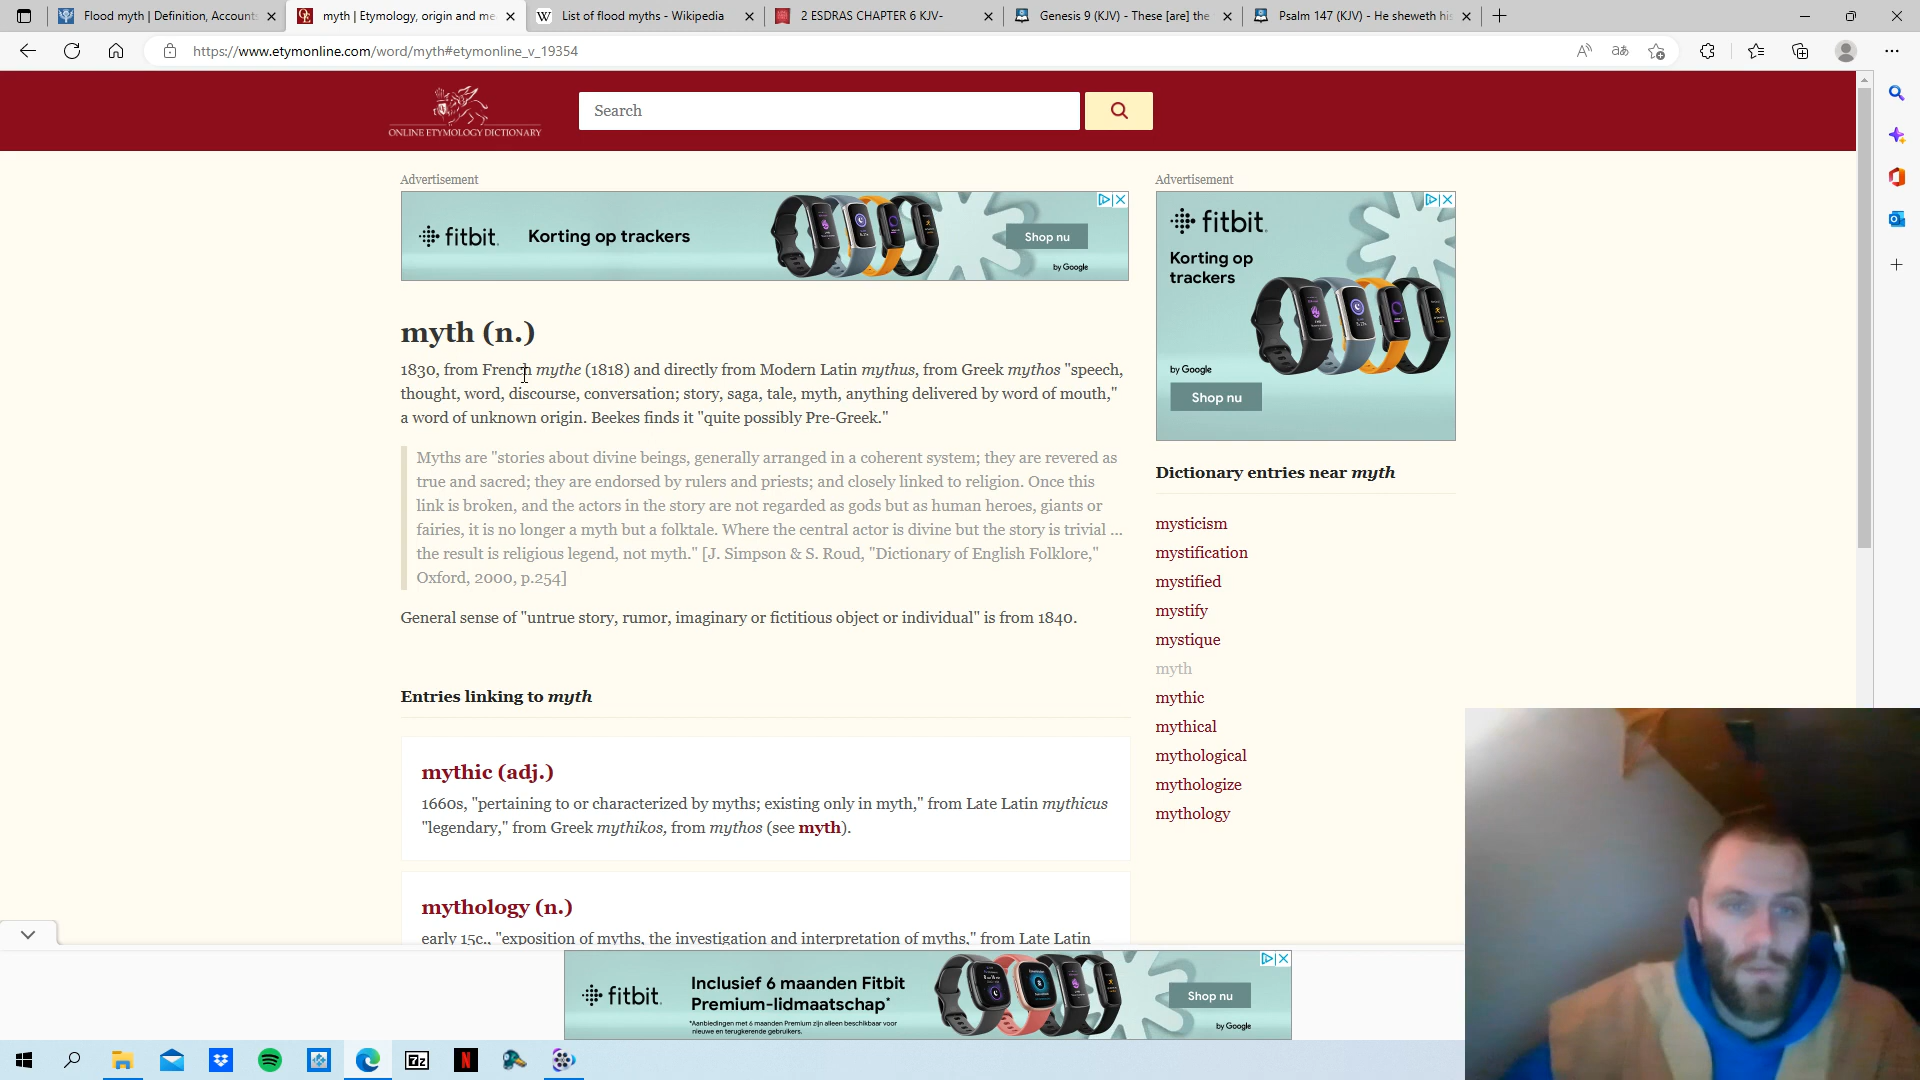 Flood myth | Definition, Account
myth | Etymology, origin and me
List of flood myths - Wikipedia
2 ESDRAS CHAPTER 6 KJV-
Genesis 9 (KJV) - These [are] the
Psalm 147 (KJV) - He sheweth his
https://www.etymonline.com/word/myth#etymonline_v_19354
ONLINE ETYMOLOGY DICTIONARY
Search
Advertisement
fitbit.
Korting op trackers
Shop nu
by Google
myth (n.)
1830, from French mythe (1818) and directly from Modern Latin mythus, from Greek mythos "speech,
thought, word, discourse, conversation; story, saga, tale, myth, anything delivered by word of mouth,"
a word of unknown origin. Beekes finds it "quite possibly Pre-Greek."
Myths are "stories about divine beings, generally arranged in a coherent system; they are revered as
true and sacred; they are endorsed by rulers and priests; and closely linked to religion. Once this
link is broken, and the actors in the story are not regarded as gods but as human heroes, giants or
fairies, it is no longer a myth but a folktale. Where the central actor is divine but the story is trivial ...
the result is religious legend, not myth." [J. Simpson & S. Roud, "Dictionary of English Folklore,"
Oxford, 2000, p.254]
General sense of "untrue story, rumor, imaginary or fictitious object or individual" is from 1840.
Entries linking to myth
mythic (adj.)
1660s, "pertaining to or characterized by myths; existing only in myth," from Late Latin mythicus
"legendary," from Greek mythikos, from mythos (see myth).
mythology (n.)
early 15c., "exposition of myths, the investigation and interpretation of myths," from Late Latin
Advertisement
fitbit.
Korting op
trackers
by Google
Shop nu
Dictionary entries near myth
mysticism
mystification
mystified
mystify
mystique
myth
mythic
mythical
mythological
mythologize
mythology
fitbit.
Inclusief 6 maanden Fitbit
Premium-lidmaatschap*
*Aanbiedingen met 6 maanden Premium zijn alleen beschikbaar voor
nieuwe en terugkerende gebruikers.
Shop nu
by Google